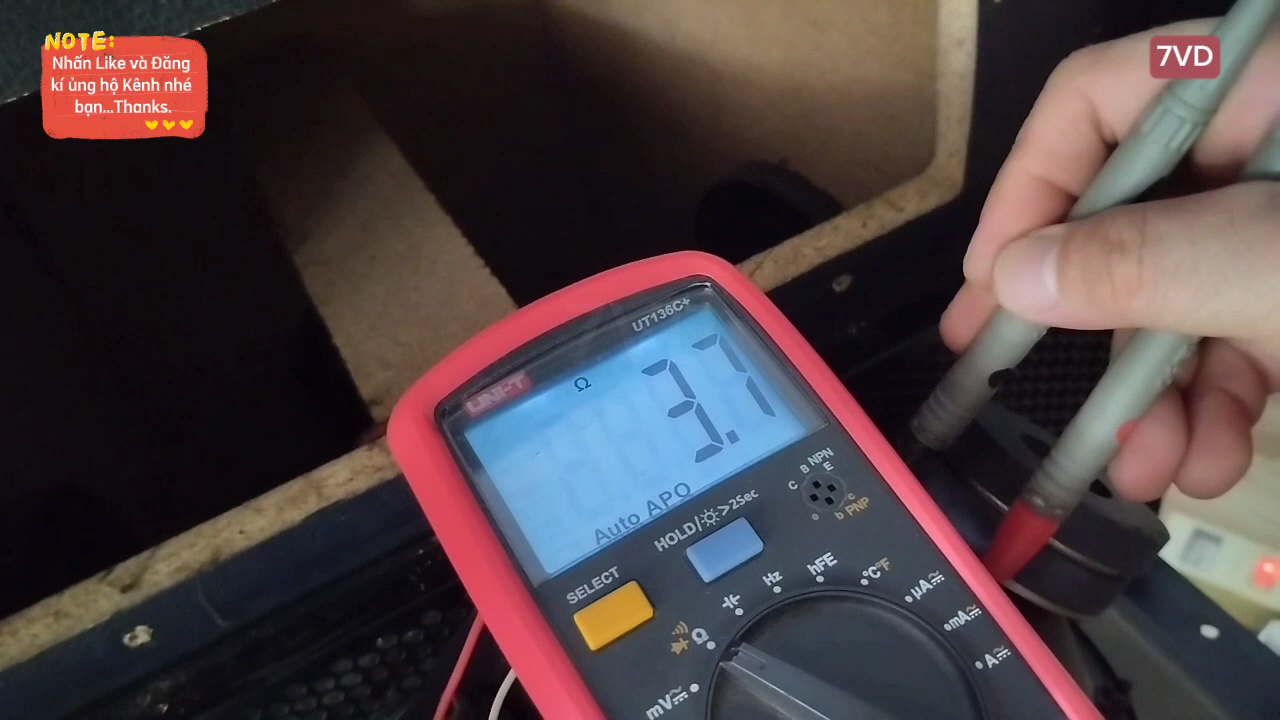 NOTE:
Nhấn Like và Đăng
kí ủng hộ Kênh nhé
bạn...Thanks.
7VD
UNI-T
UT136C+
Ω
3.7
Auto APO
HOLD/☼>2Sec
SELECT
B NPN
C E
e b PNP
c
Hz
hFE
°C°F
µA
mA
A
Ω
mV